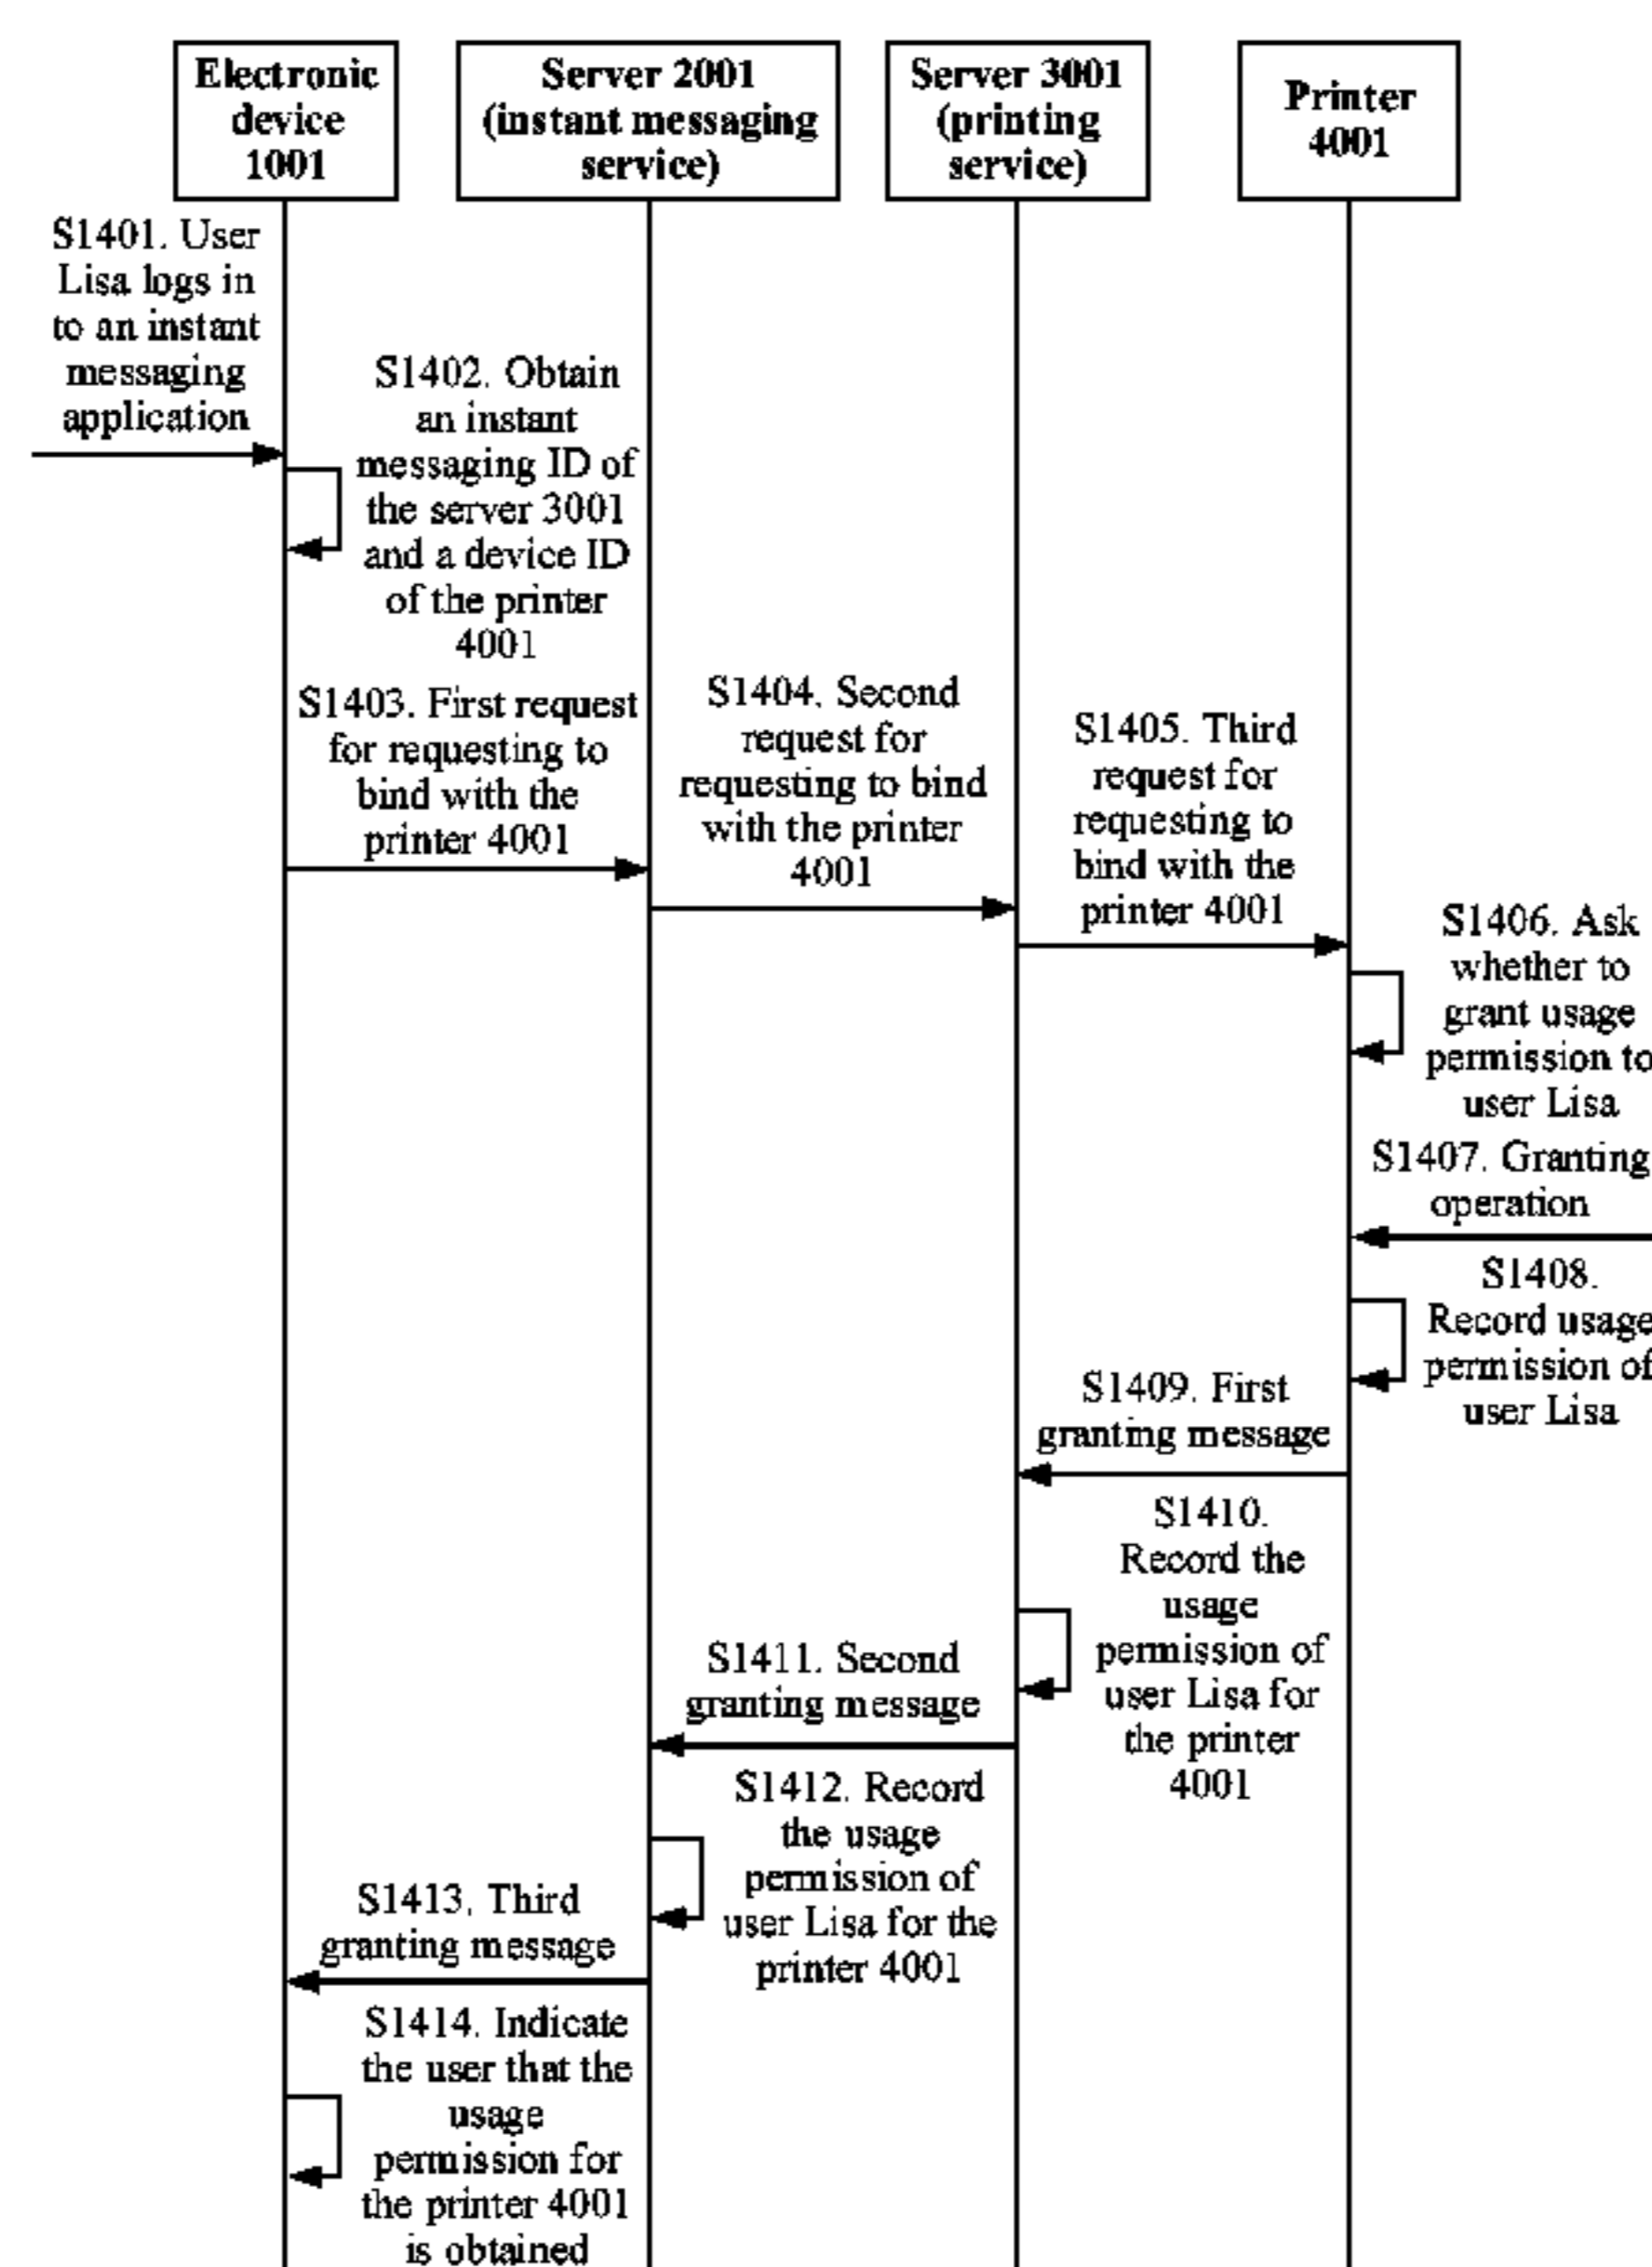 Electronic
device
1001
Server 2001
(instant messaging
service)
Server 3001
(printing
service)
Printer
4001
S1401. User
Lisa logs in
to an instant
messaging
application
S1402. Obtain
an instant
messaging ID of
the server 3001
and a device ID
of the printer
4001
S1403. First request
for requesting to
bind with the
printer 4001
S1404. Second
request for
requesting to bind
with the printer
4001
S1405. Third
request for
requesting to
bind with the
printer 4001
S1406. Ask
whether to
grant usage
permission to
user Lisa
S1407. Granting
operation
S1408.
Record usage
permission of
user Lisa
S1409. First
granting message
S1410.
Record the
usage
permission of
user Lisa for
the printer
4001
S1411. Second
granting message
S1412. Record
the usage
permission of
user Lisa for the
printer 4001
S1413. Third
granting message
S1414. Indicate
the user that the
usage
permission for
the printer 4001
is obtained